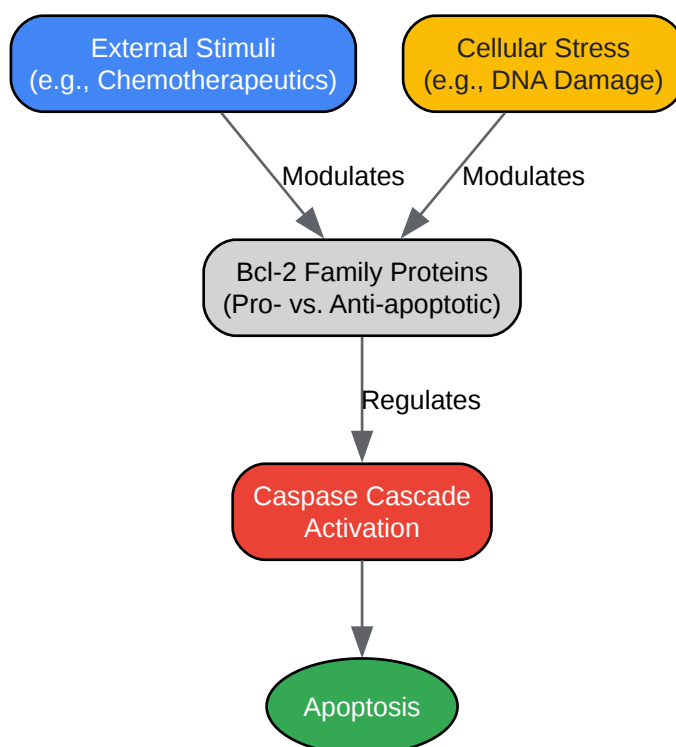 External Stimuli
(e.g., Chemotherapeutics)
Cellular Stress
(e.g., DNA Damage)
Modulates
Modulates
Bcl-2 Family Proteins
(Pro- vs. Anti-apoptotic)
Regulates
Caspase Cascade
Activation
Apoptosis